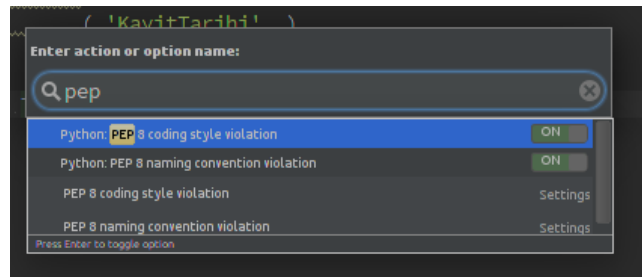 ( 'KayitTarihi' )
Enter action or option name:
pep
Python: PEP 8 coding style violation ON
Python: PEP 8 naming convention violation ON
PEP 8 coding style violation Settings
PEP 8 naming convention violation Settings
Press Enter to toggle option